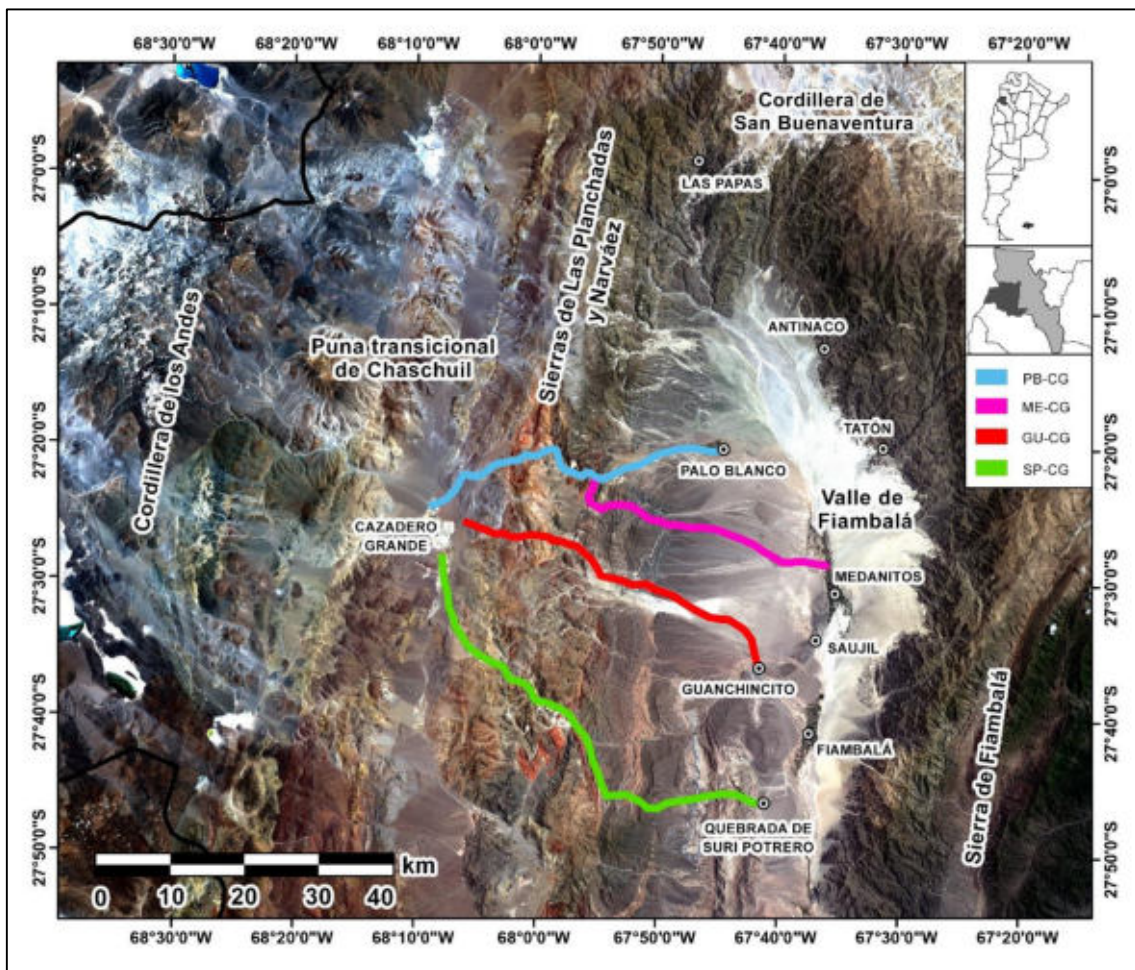 68°30'0"W
68°20'0"W
68°10'0"W
68°0'0"W
67°50'0"W
67°40'0"W
67°30'0"W
67°20'0"W
27°0'0"S
27°10'0"S
27°20'0"S
27°30'0"S
27°40'0"S
27°50'0"S
Cordillera de
San Buenaventura
LAS PAPAS
Sierras de Las Planchadas
y Narváez
Cordillera de los Andes
Puna transicional
de Chaschuil
ANTINACO
TATÓN
PALO BLANCO
Valle de
Fiambalá
CAZADERO
GRANDE
MEDANITOS
SAUJIL
GUANCHINCITO
FIAMBALÁ
Sierra de Fiambalá
QUEBRADA DE
SURI POTRERO
PB-CG
ME-CG
GU-CG
SP-CG
km
0 10 20 30 40
27°0'0"S
27°10'0"S
27°20'0"S
27°30'0"S
27°40'0"S
27°50'0"S
68°30'0"W
68°20'0"W
68°10'0"W
68°0'0"W
67°50'0"W
67°40'0"W
67°30'0"W
67°20'0"W